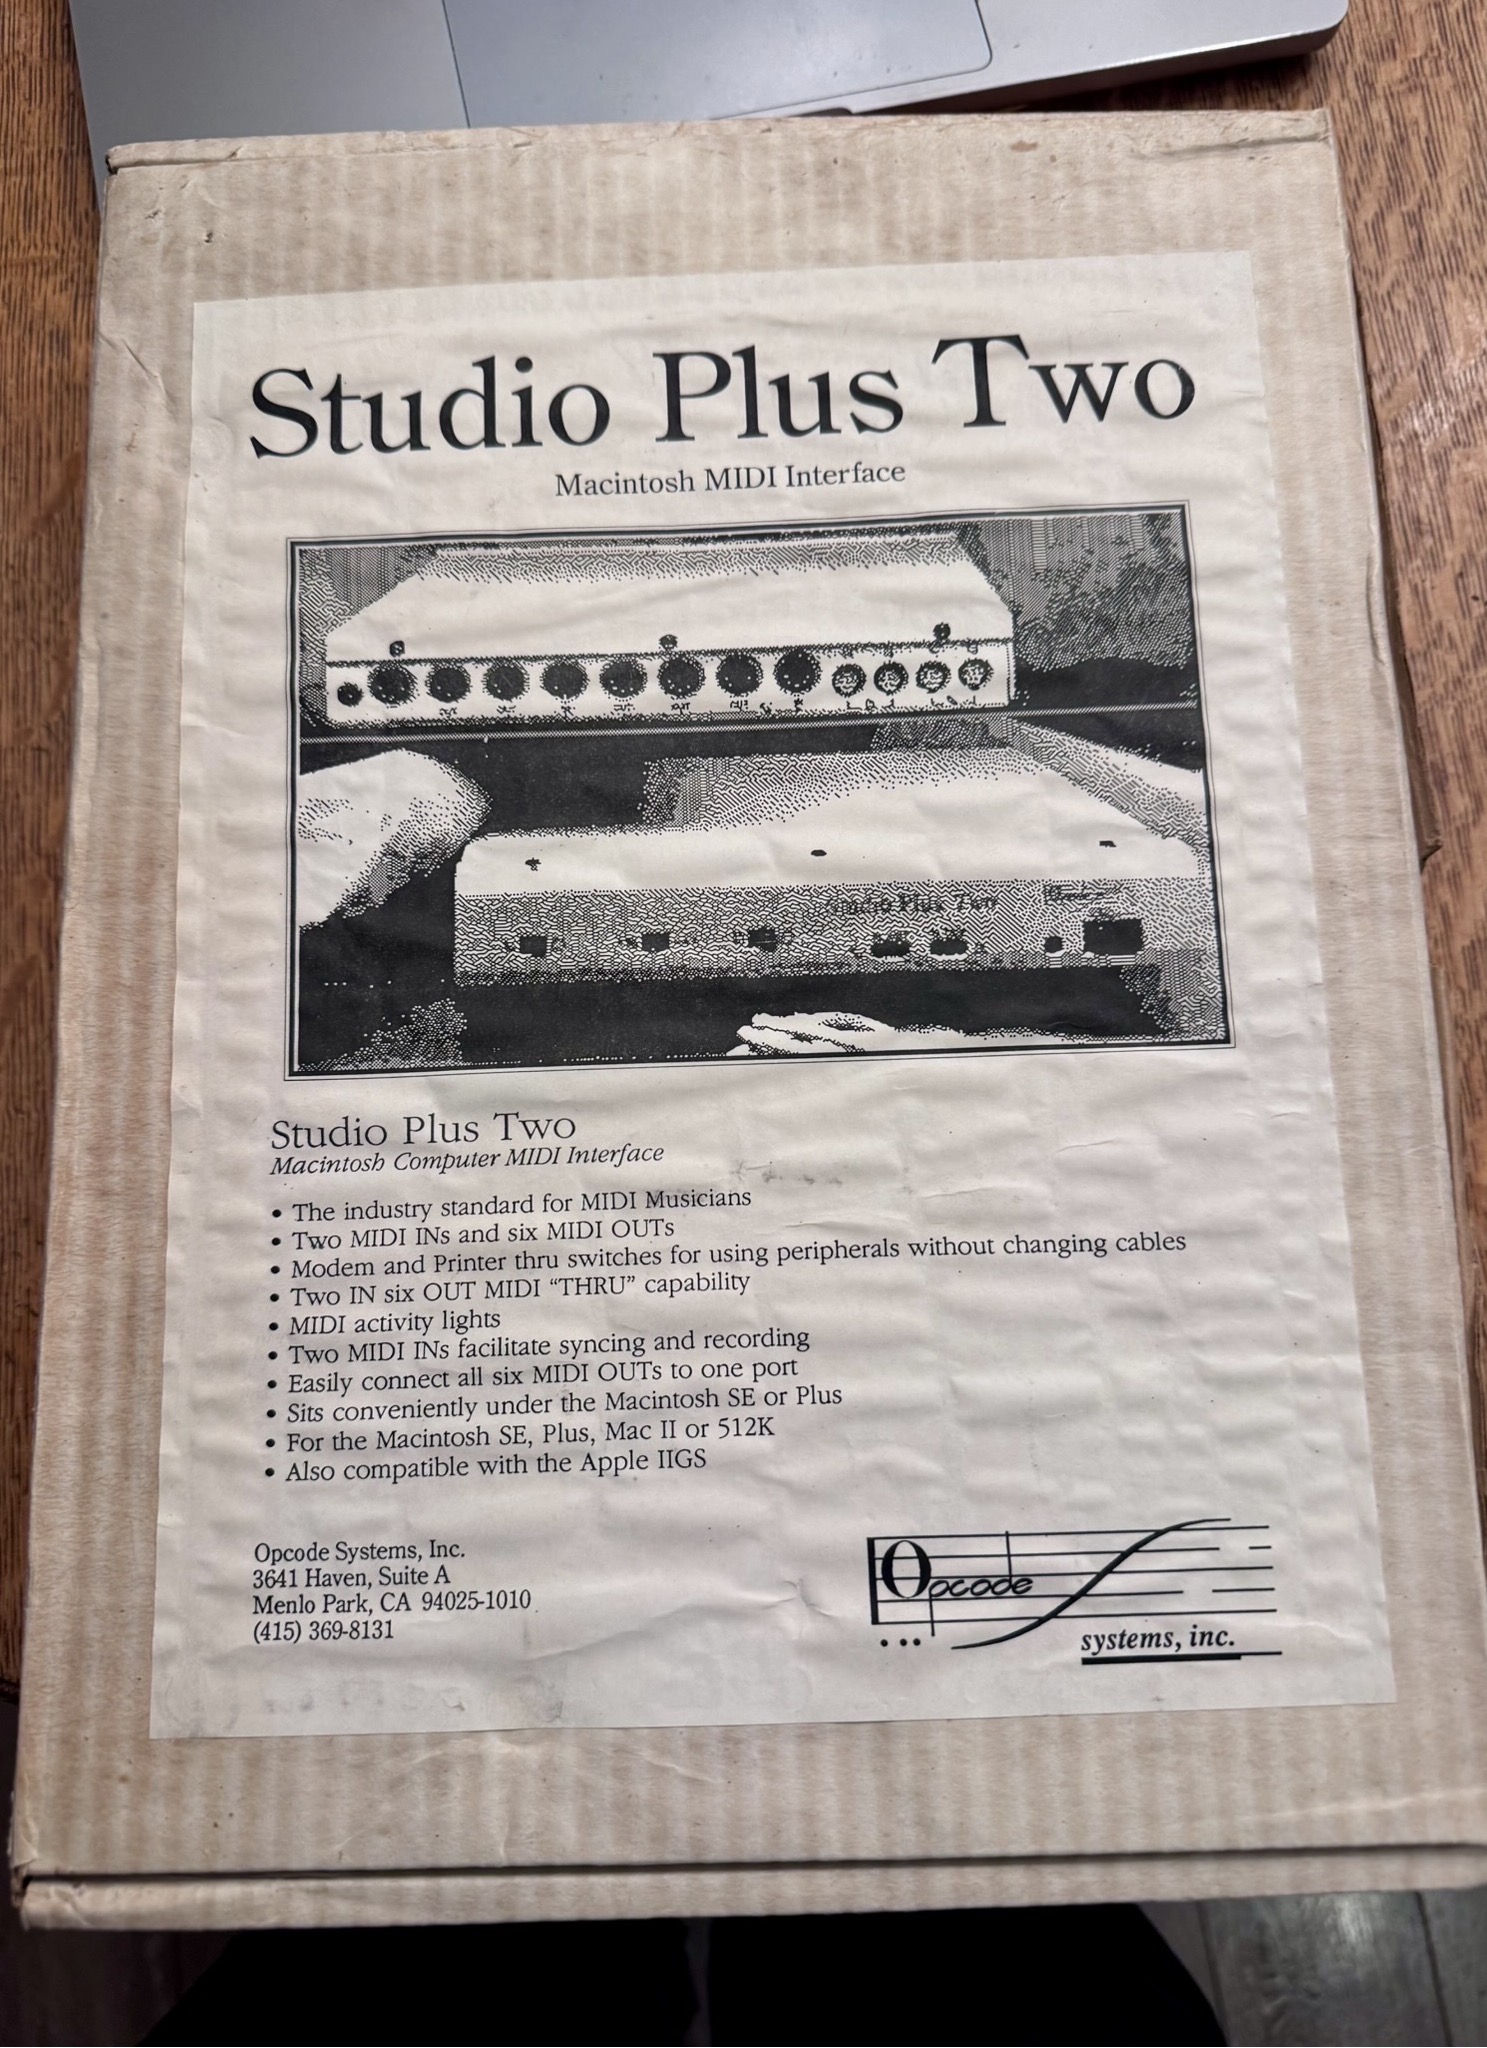 Studio Plus Two
Macintosh MIDI Interface
Studio Plus Two
Studio Plus Two
Macintosh Computer MIDI Interface
• The industry standard for MIDI Musicians
• Two MIDI INs and six MIDI OUTs
• Modem and Printer thru switches for using peripherals without changing cables
• Two IN six OUT MIDI “THRU” capability
• MIDI activity lights
• Two MIDI INs facilitate syncing and recording
• Easily connect all six MIDI OUTs to one port
• Sits conveniently under the Macintosh SE or Plus
• For the Macintosh SE, Plus, Mac II or 512K
• Also compatible with the Apple IIGS
Opcode Systems, Inc.
3641 Haven, Suite A
Menlo Park, CA 94025-1010
(415) 369-8131
Opcode
systems, inc.